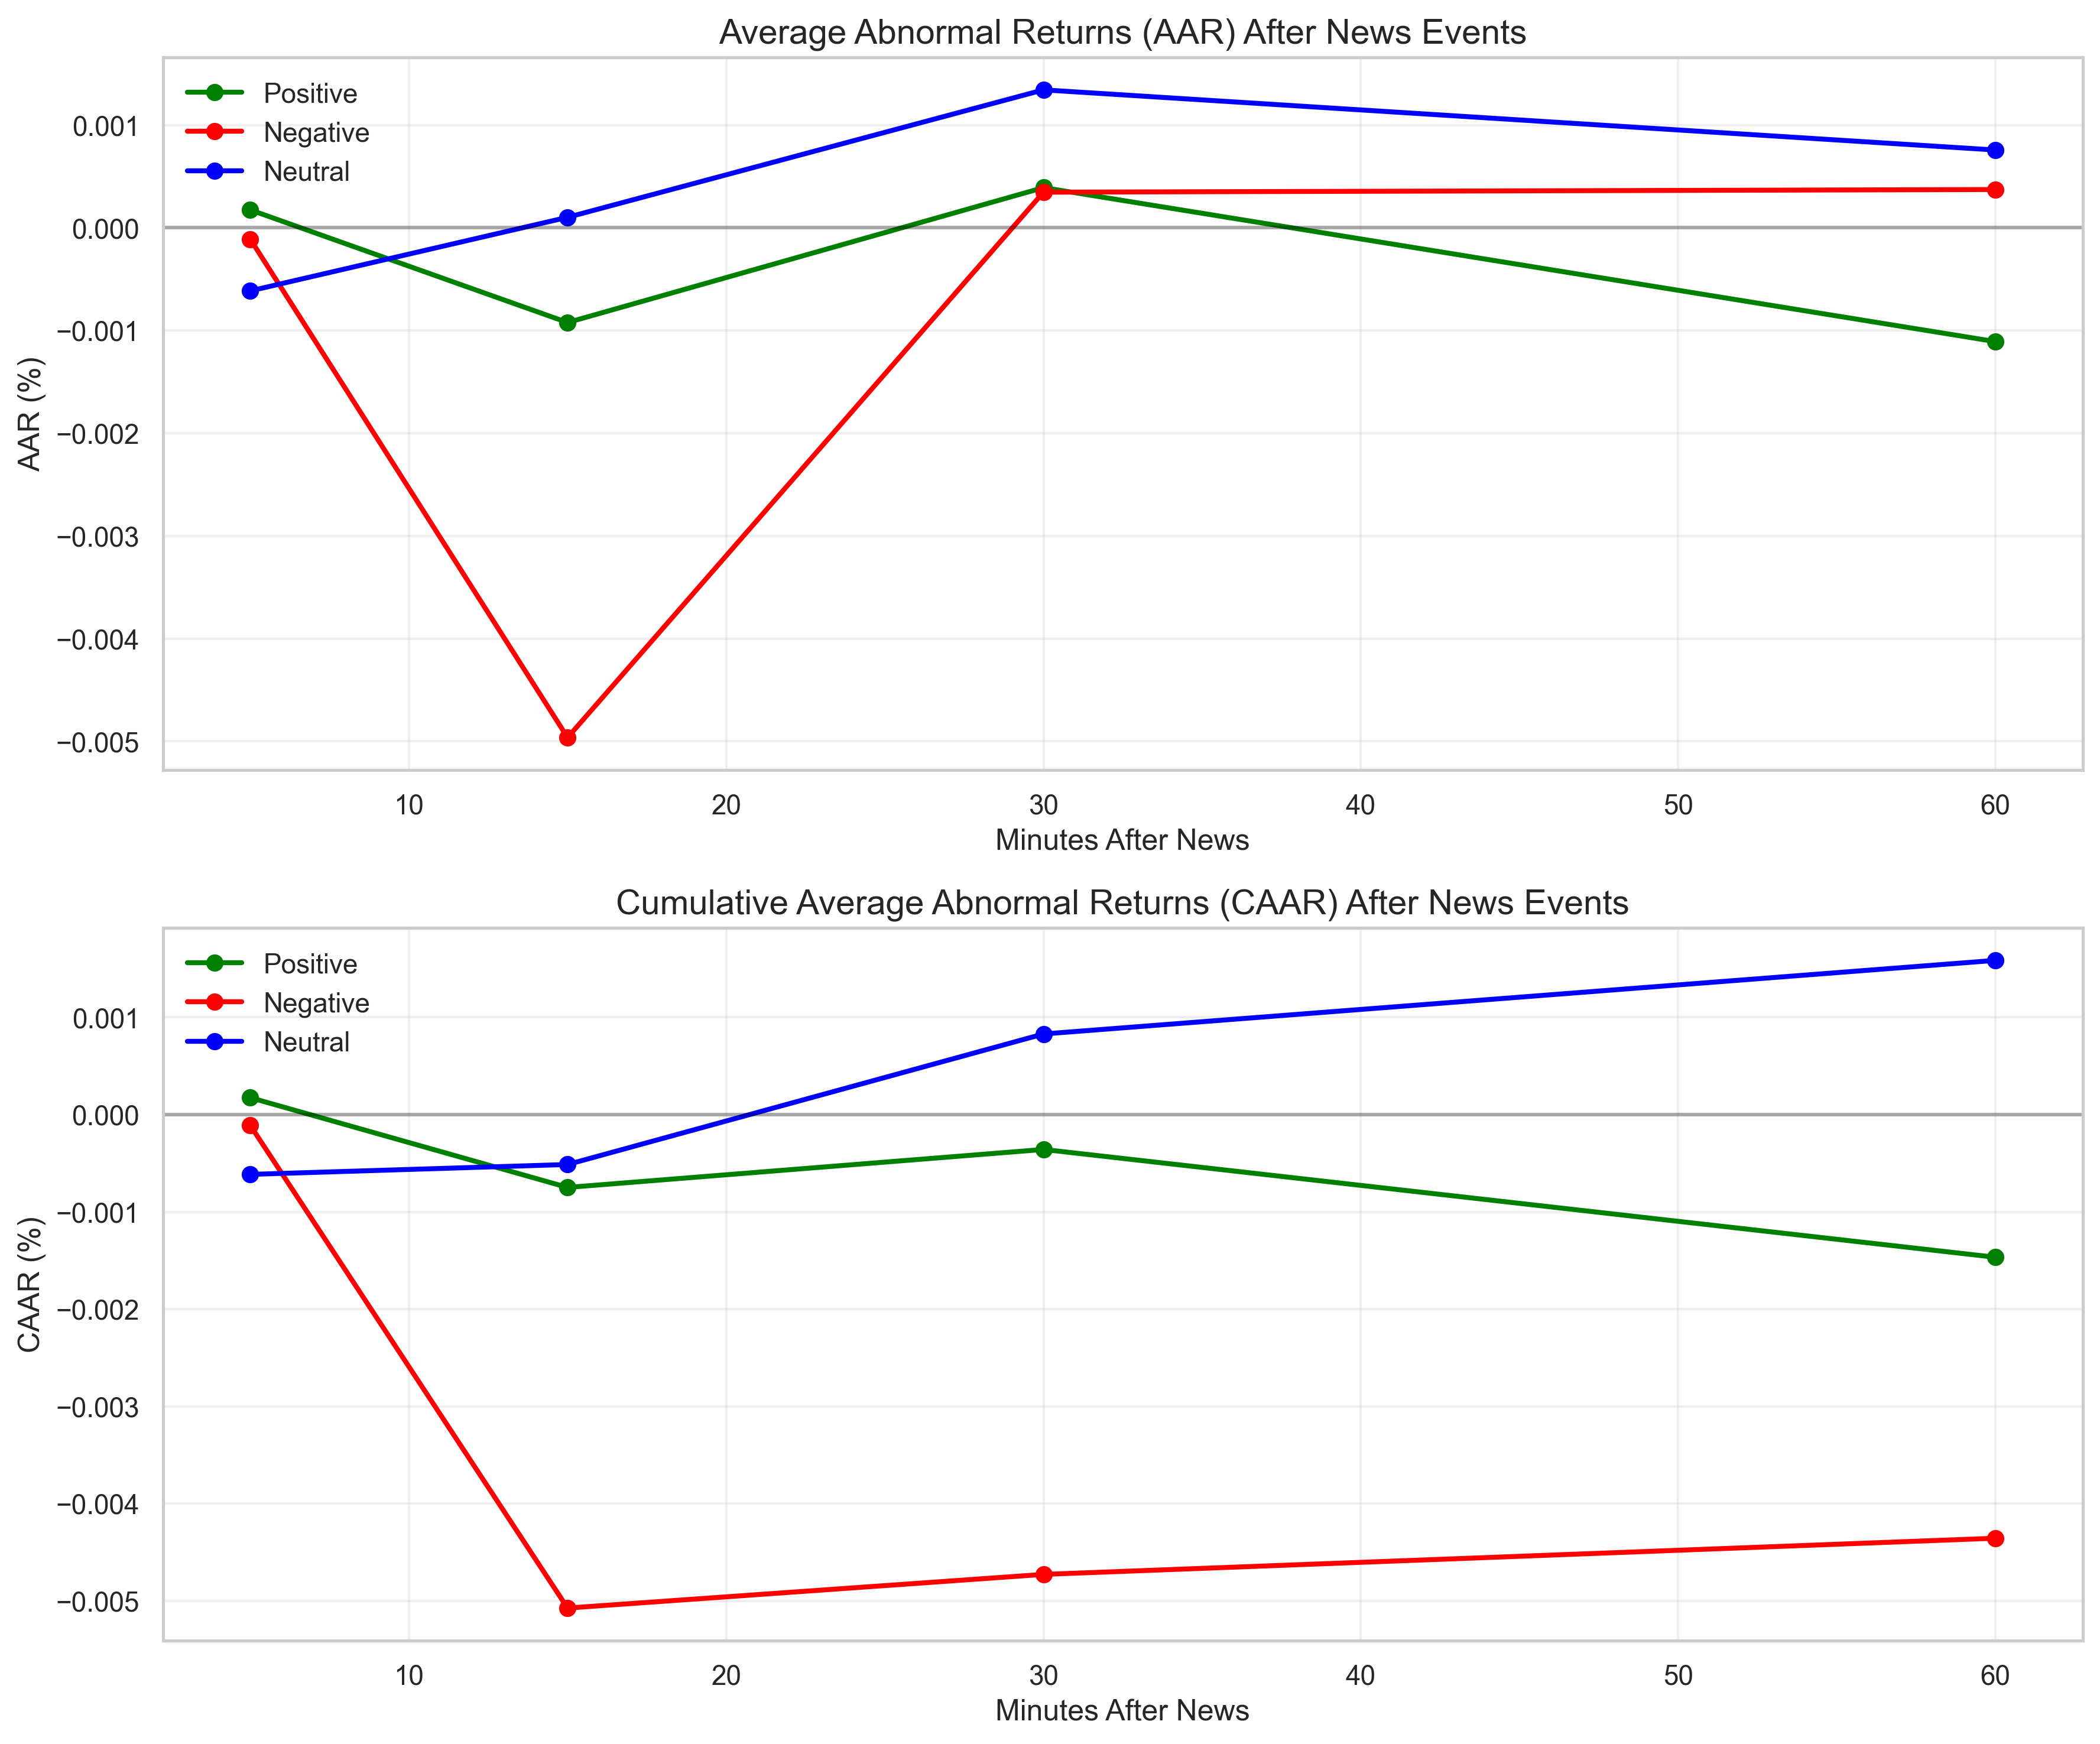 Average Abnormal Returns (AAR) After News Events
Positive
Negative
Neutral
0.001
0.000
−0.001
−0.002
−0.003
−0.004
−0.005
AAR (%)
10 20 30 40 50 60
Minutes After News
Cumulative Average Abnormal Returns (CAAR) After News Events
Positive
Negative
Neutral
0.001
0.000
−0.001
−0.002
−0.003
−0.004
−0.005
CAAR (%)
10 20 30 40 50 60
Minutes After News